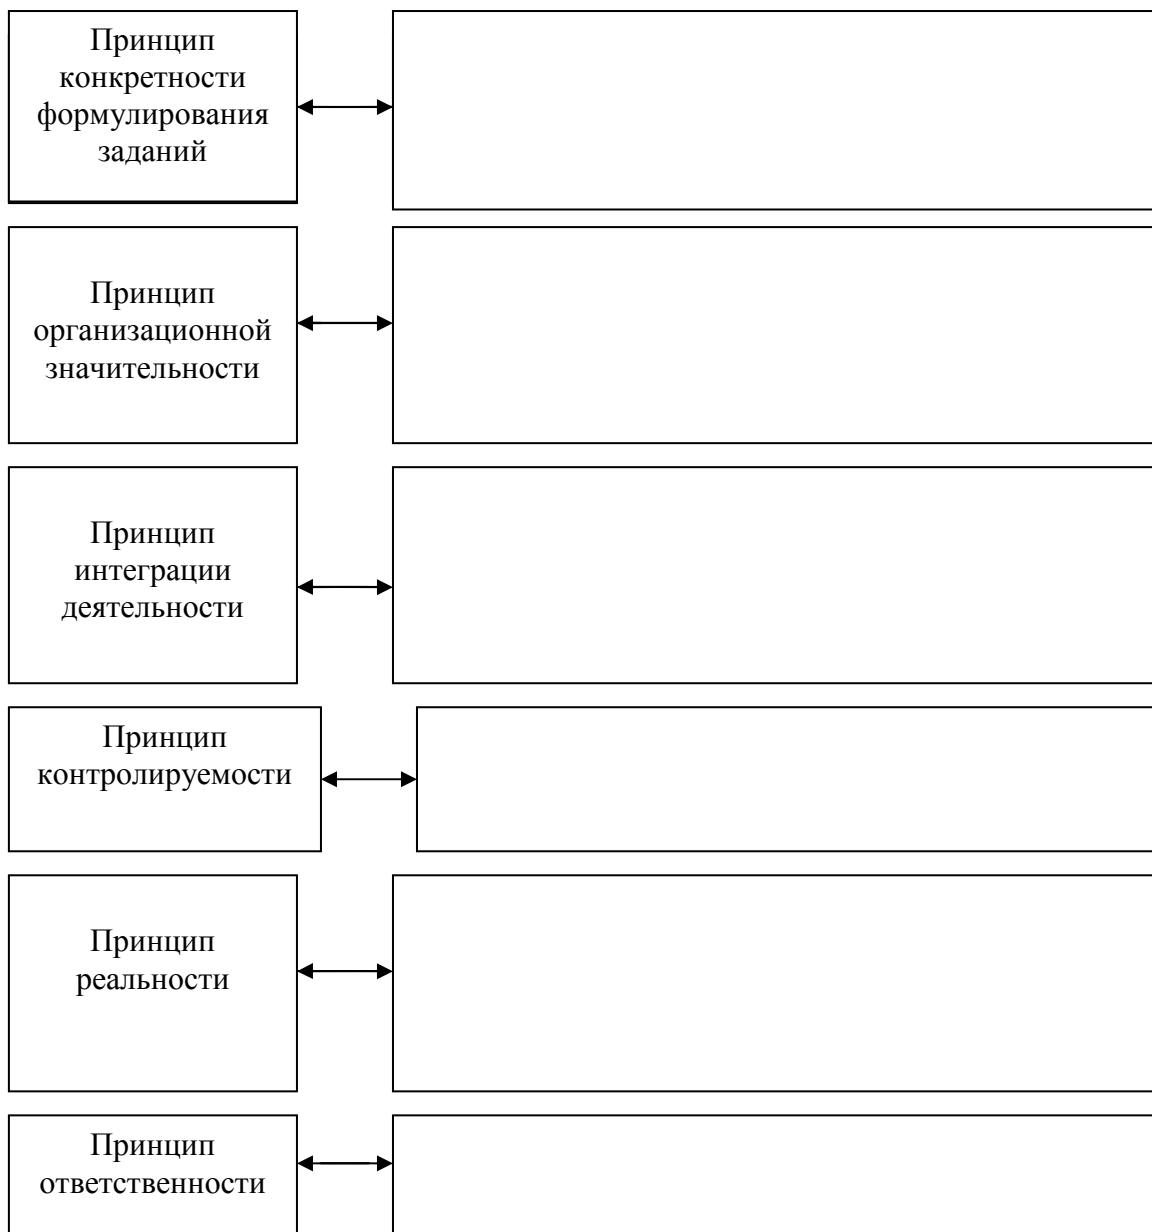 Принцип
конкретности
формулирования
заданий
Принцип
организационной
значительности
Принцип
интеграции
деятельности
Принцип
контролируемости
Принцип
реальности
Принцип
ответственности